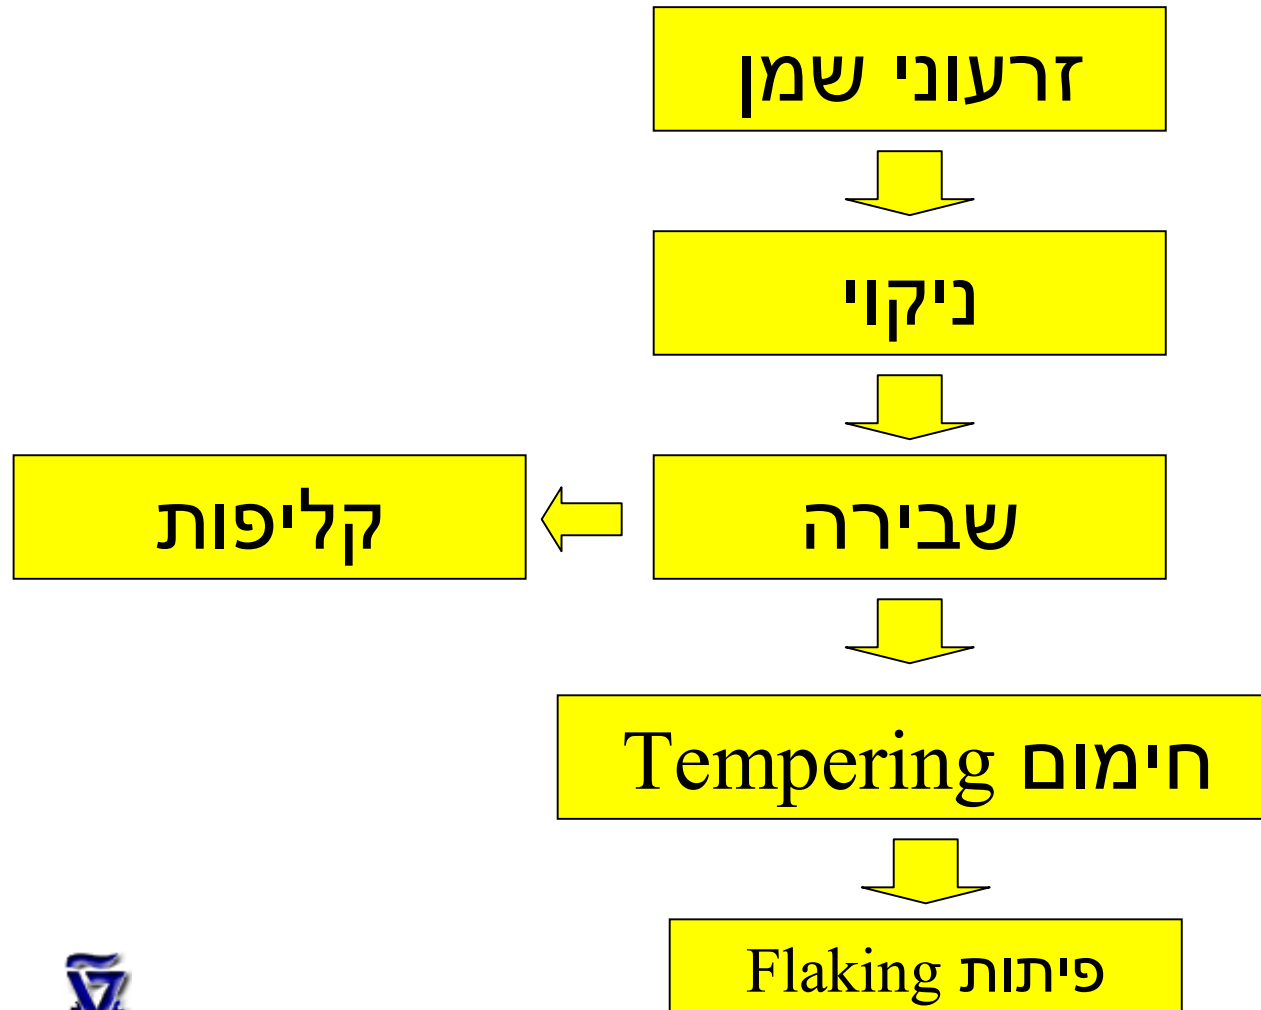 זרעוני שמן
ניקוי
שבירה
קליפות
חימום Tempering
פיתות Flaking